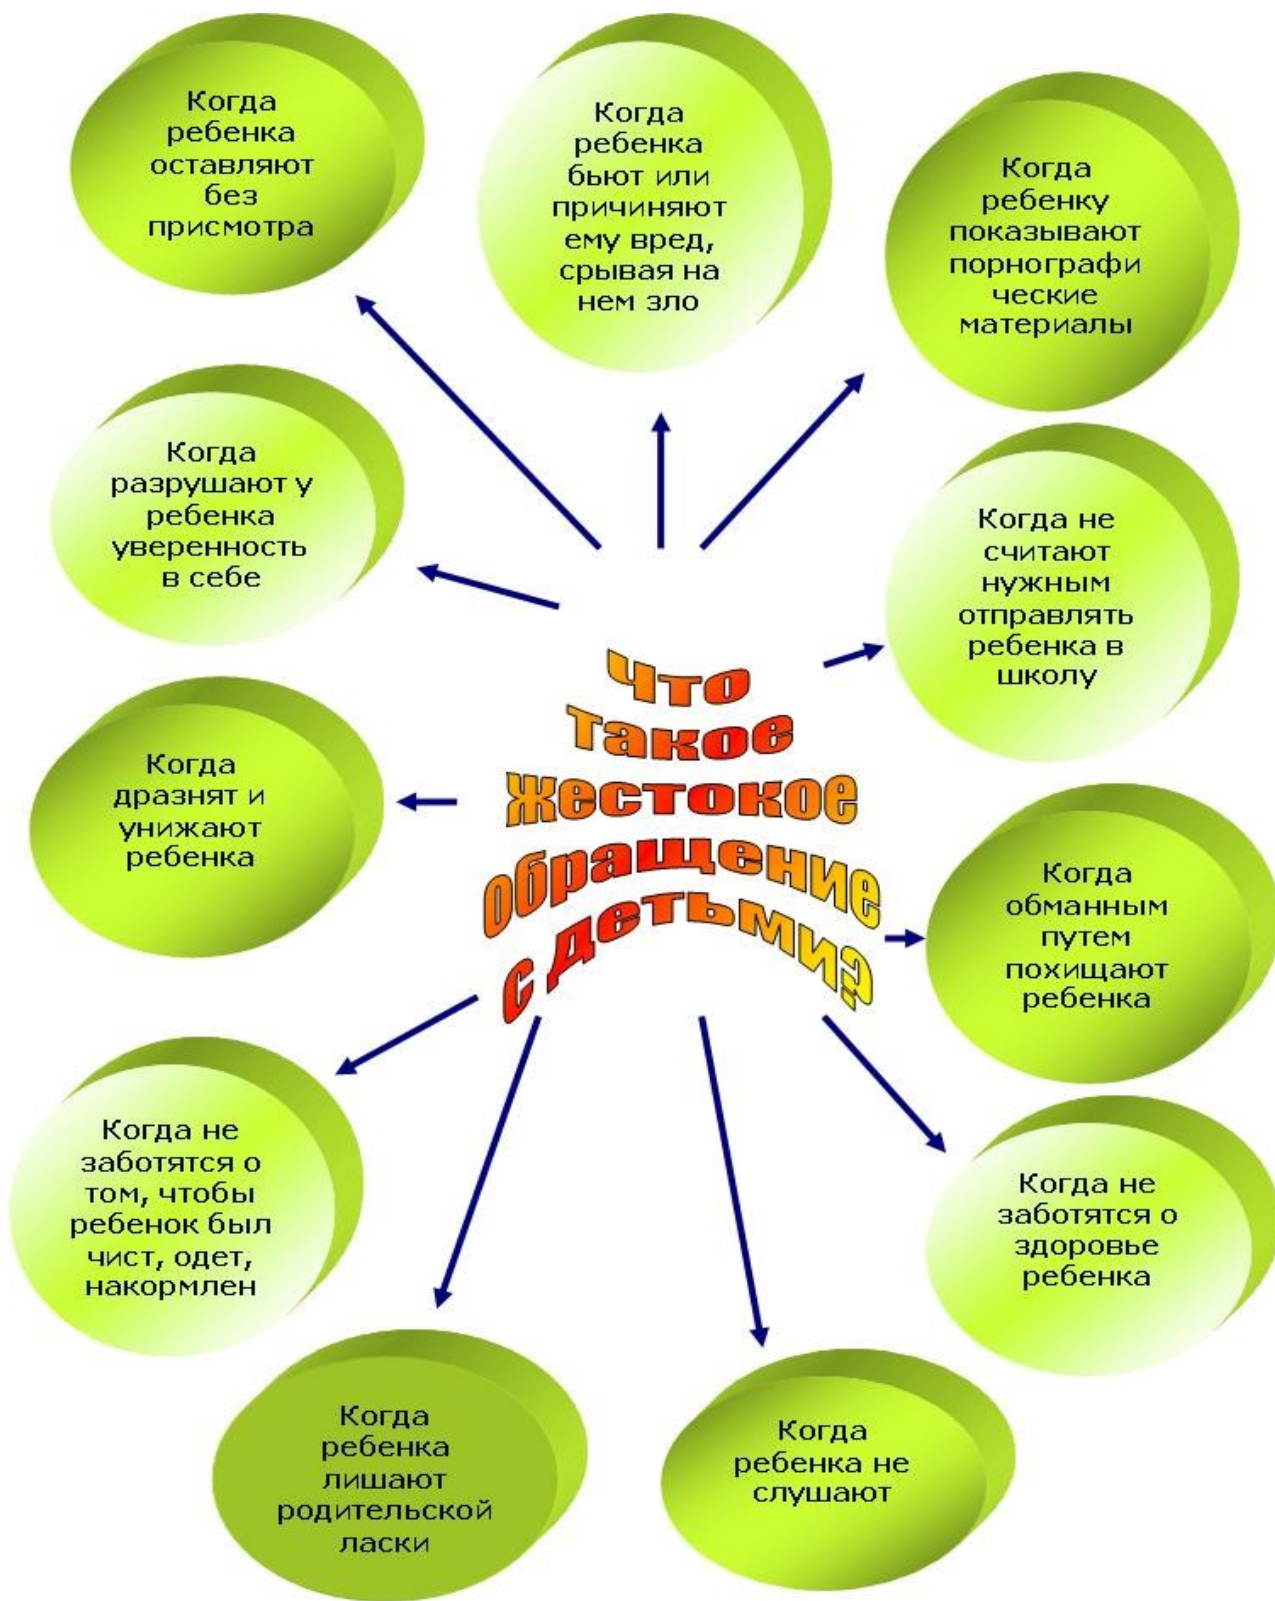 Когда
ребенка
оставляют
без
присмотра
Когда
ребенка
бьют или
причиняют
ему вред,
срывая на
нем зло
Когда
ребенку
показывают
порнографи
ческие
материалы
Когда
разрушают у
ребенка
уверенность
в себе
Когда не
считают
нужным
отправлять
ребенка в
школу
Что
такое
жестокое
обращение
с детьми?
Когда
дразнят и
унижают
ребенка
Когда
обманным
путем
похищают
ребенка
Когда не
заботятся о
том, чтобы
ребенок был
чист, одет,
накормлен
Когда не
заботятся о
здоровье
ребенка
Когда
ребенка
лишают
родительской
ласки
Когда
ребенка не
слушают